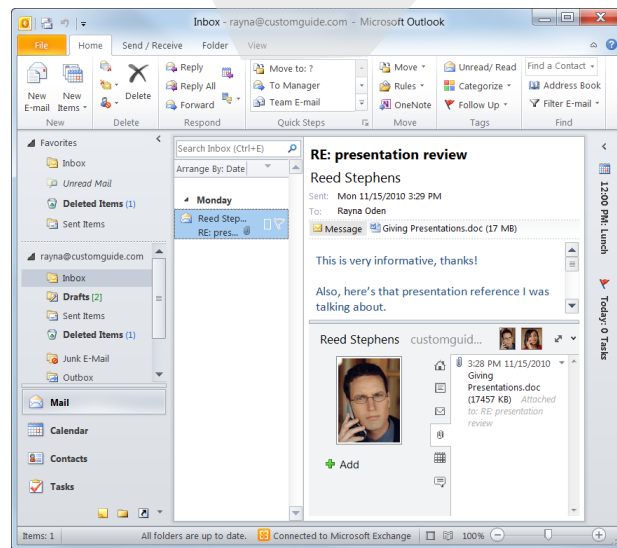 Inbox - rayna@customguide.com - Microsoft Outlook
File Home Send / Receive Folder View
New E-mail
New Items
Delete
Reply
Reply All
Forward
Move to: ?
To Manager
Team E-mail
Move
Rules
OneNote
Unread/ Read
Categorize
Follow Up
Find a Contact
Address Book
Filter E-mail
New Delete Respond Quick Steps Move Tags Find
Favorites
Inbox
Unread Mail
Deleted Items (1)
Sent Items
rayna@customguide.com
Inbox
Drafts [2]
Sent Items
Deleted Items (1)
Junk E-Mail
Outbox
Mail
Calendar
Contacts
Tasks
Search Inbox (Ctrl+E)
Arrange By: Date
Monday
Reed Step...
RE: pres...
RE: presentation review
Reed Stephens
Sent: Mon 11/15/2010 3:29 PM
To: Rayna Oden
Message Giving Presentations.doc (17 MB)
This is very informative, thanks!
Also, here's that presentation reference I was
talking about.
Reed Stephens customguid...
Add
3:28 PM 11/15/2010
Giving
Presentations.doc
(17457 KB) Attached
to: RE: presentation
review
12:00 PM: Lunch
Today: 0 Tasks
Items: 1 All folders are up to date. Connected to Microsoft Exchange 100%